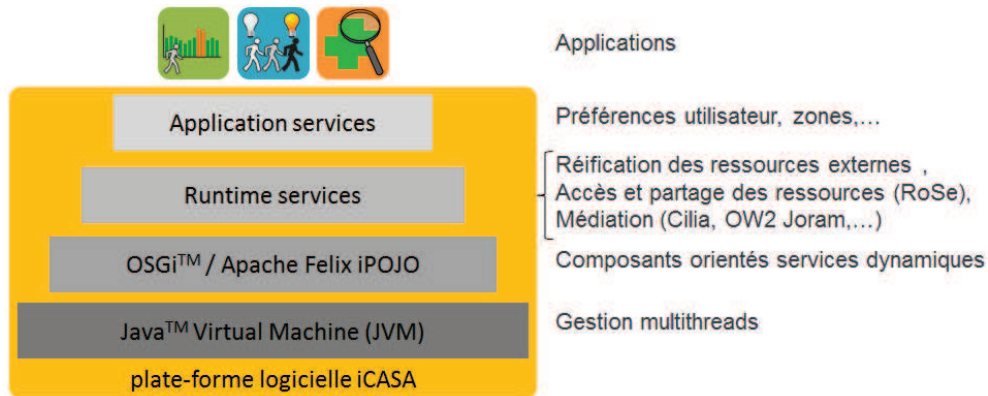 Applications
Application services
Préférences utilisateur, zones,...
Runtime services
Réification des ressources externes ,
Accès et partage des ressources (RoSe),
Médiation (Cilia, OW2 Joram,...)
OSGi™ / Apache Felix iPOJO
Composants orientés services dynamiques
Java™ Virtual Machine (JVM)
Gestion multithreads
plate-forme logicielle iCASA